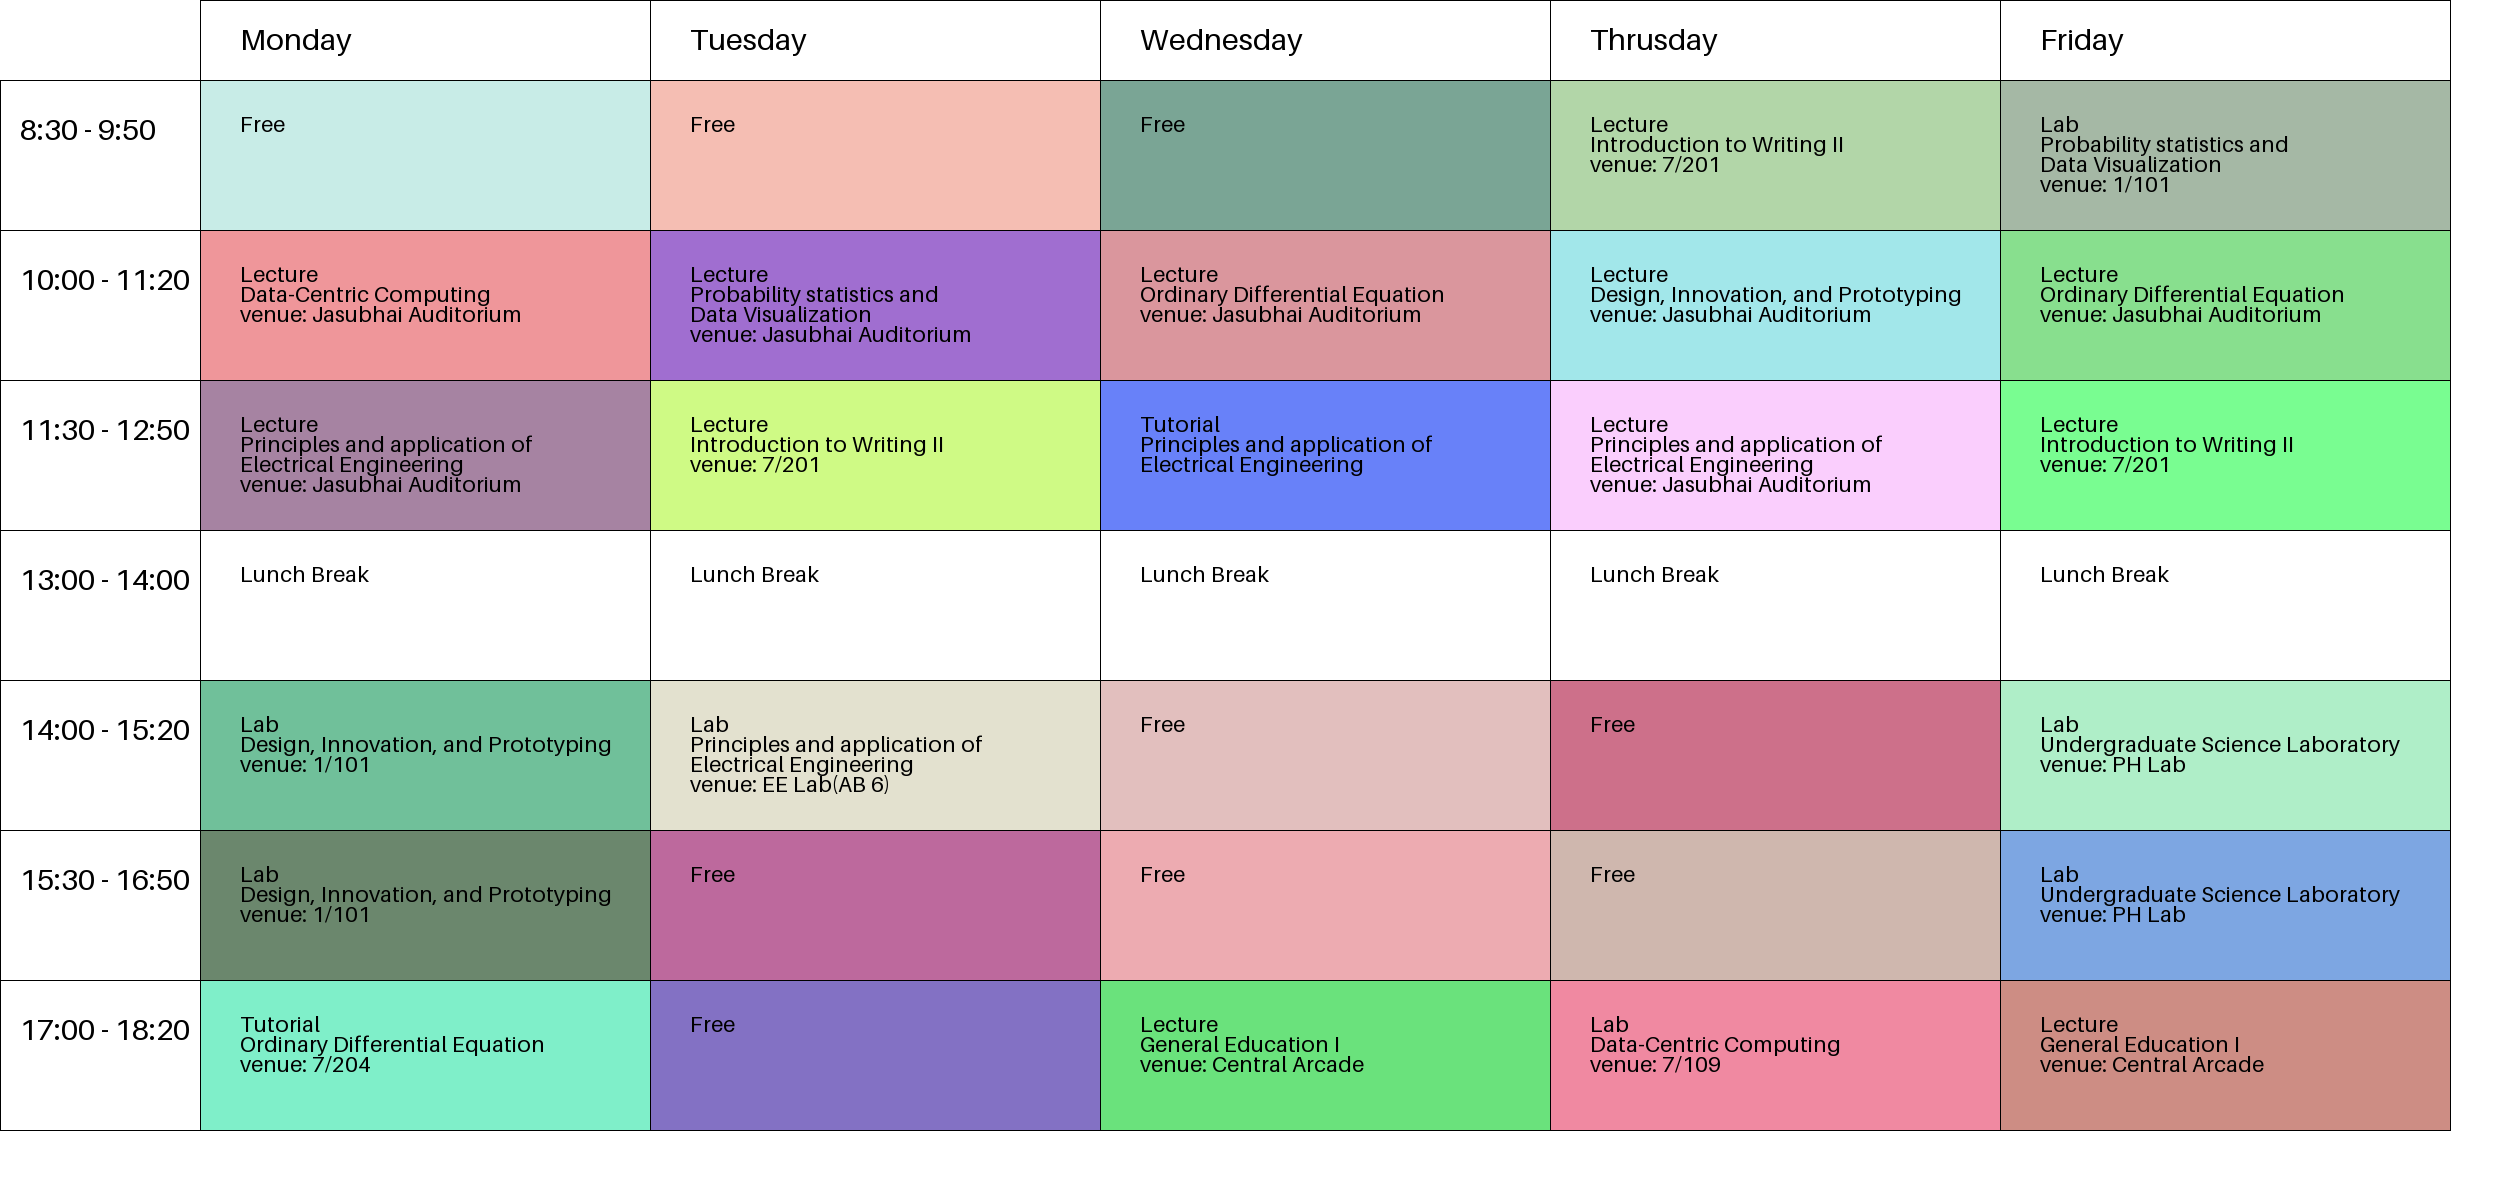 Monday
Tuesday
Wednesday
Thrusday
Friday
8:30 - 9:50
Free
Free
Free
Lecture
Introduction to Writing II
venue: 7/201
Lab
Probability statistics and
Data Visualization
venue: 1/101
10:00 - 11:20
Lecture
Data-Centric Computing
venue: Jasubhai Auditorium
Lecture
Probability statistics and
Data Visualization
venue: Jasubhai Auditorium
Lecture
Ordinary Differential Equation
venue: Jasubhai Auditorium
Lecture
Design, Innovation, and Prototyping
venue: Jasubhai Auditorium
Lecture
Ordinary Differential Equation
venue: Jasubhai Auditorium
11:30 - 12:50
Lecture
Principles and application of
Electrical Engineering
venue: Jasubhai Auditorium
Lecture
Introduction to Writing II
venue: 7/201
Tutorial
Principles and application of
Electrical Engineering
Lecture
Principles and application of
Electrical Engineering
venue: Jasubhai Auditorium
Lecture
Introduction to Writing II
venue: 7/201
13:00 - 14:00
Lunch Break
Lunch Break
Lunch Break
Lunch Break
Lunch Break
14:00 - 15:20
Lab
Design, Innovation, and Prototyping
venue: 1/101
Lab
Principles and application of
Electrical Engineering
venue: EE Lab(AB 6)
Free
Free
Lab
Undergraduate Science Laboratory
venue: PH Lab
15:30 - 16:50
Lab
Design, Innovation, and Prototyping
venue: 1/101
Free
Free
Free
Lab
Undergraduate Science Laboratory
venue: PH Lab
17:00 - 18:20
Tutorial
Ordinary Differential Equation
venue: 7/204
Free
Lecture
General Education I
venue: Central Arcade
Lab
Data-Centric Computing
venue: 7/109
Lecture
General Education I
venue: Central Arcade